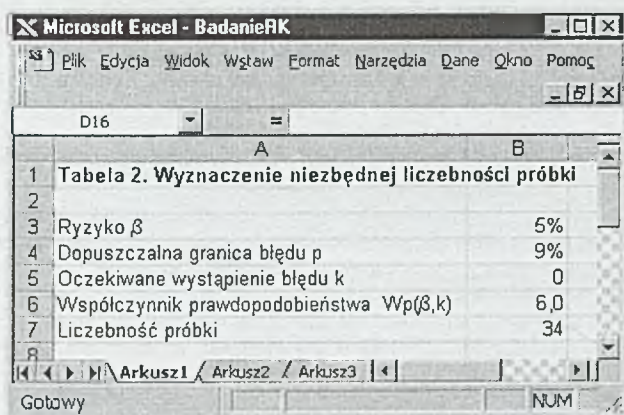 Microsoft Excel - BadanieAK
Plik Edycja Widok Wstaw Format Narzędzia Dane Okno Pomoc
D16 =
A B
1 Tabela 2. Wyznaczenie niezbędnej liczebności próbki
2
3 Ryzyko β 5%
4 Dopuszczalna granica błędu p 9%
5 Oczekiwane wystąpienie błędu k 0
6 Współczynnik prawdopodobieństwa Wp(β,k) 6,0
7 Liczebność próbki 34
8
Arkusz1 Arkusz2 Arkusz3
Gotowy NUM